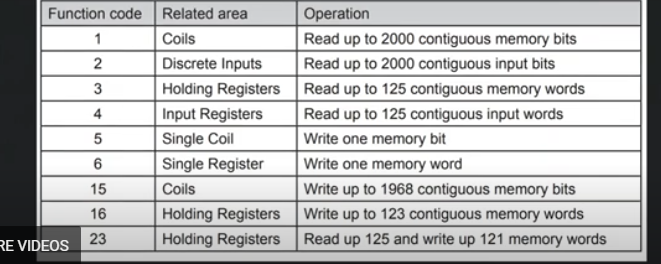 Function code Related area Operation
1 Coils Read up to 2000 contiguous memory bits
2 Discrete Inputs Read up to 2000 contiguous input bits
3 Holding Registers Read up to 125 contiguous memory words
4 Input Registers Read up to 125 contiguous input words
5 Single Coil Write one memory bit
6 Single Register Write one memory word
15 Coils Write up to 1968 contiguous memory bits
16 Holding Registers Write up to 123 contiguous memory words
23 Holding Registers Read up 125 and write up 121 memory words
RE VIDEOS